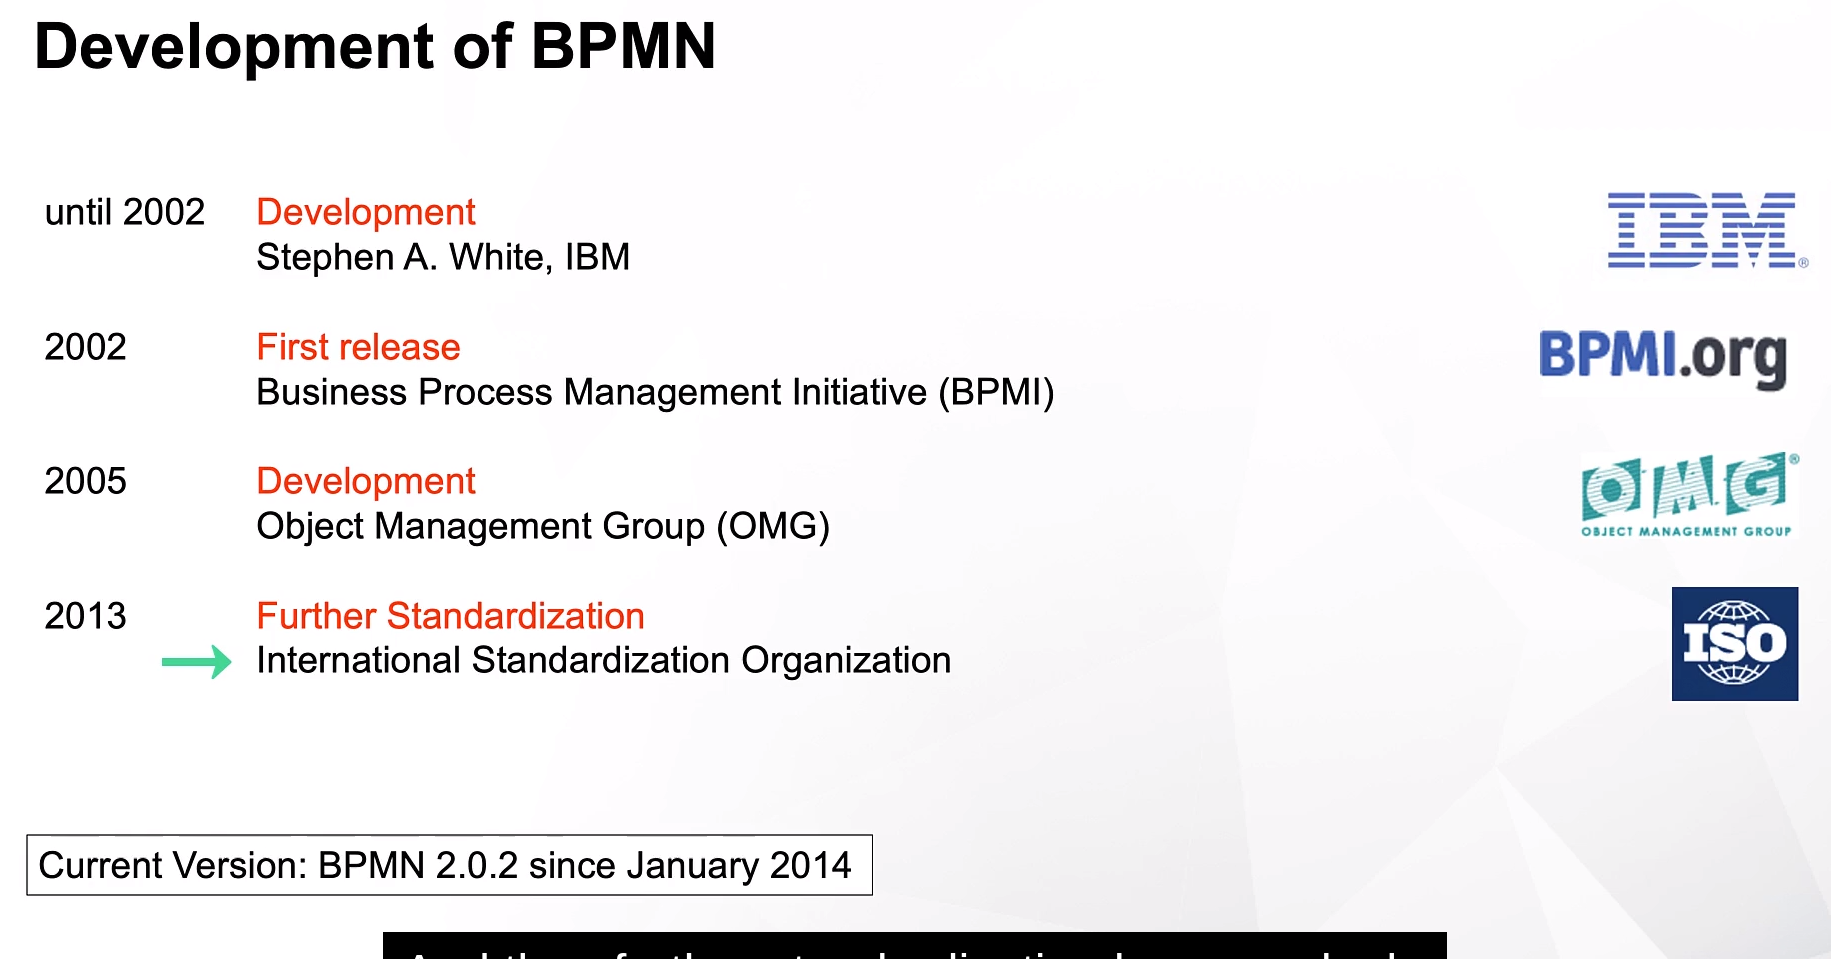 Development of BPMN
until 2002 Development
Stephen A. White, IBM
IBM®
2002 First release
Business Process Management Initiative (BPMI)
BPMI.org
2005 Development
Object Management Group (OMG)
OMG®
OBJECT MANAGEMENT GROUP
2013 Further Standardization
International Standardization Organization
ISO
Current Version: BPMN 2.0.2 since January 2014